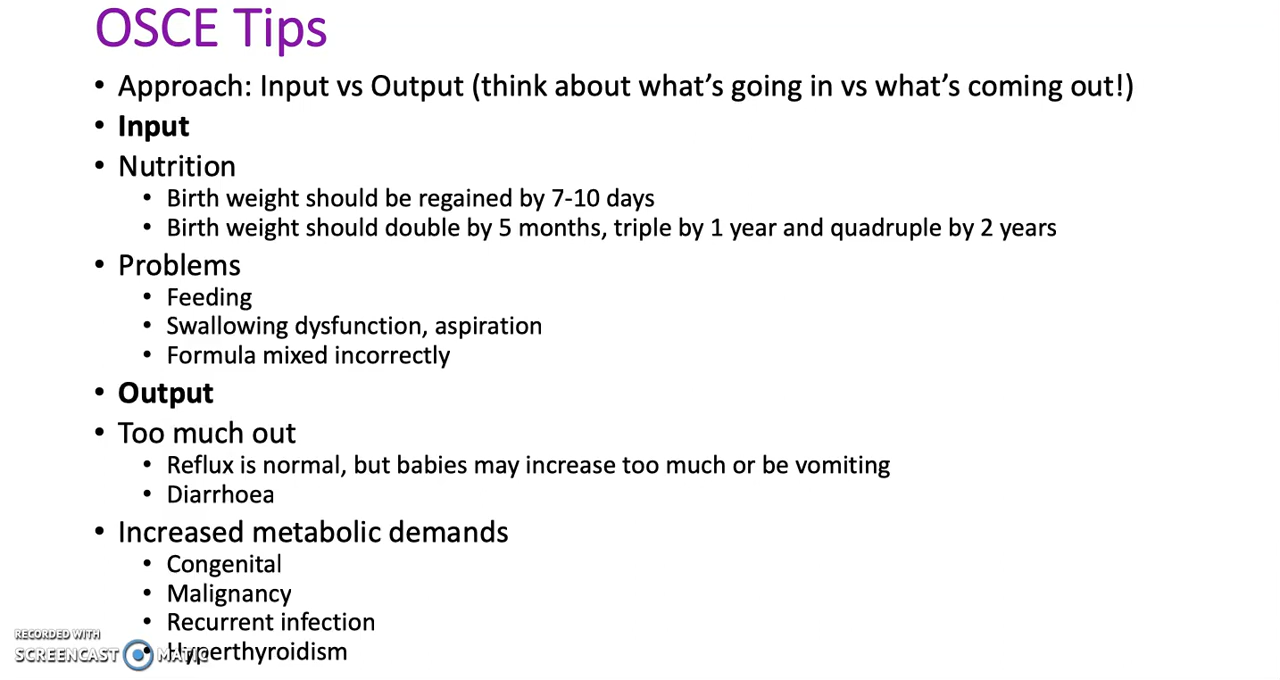 OSCE Tips
• Approach: Input vs Output (think about what's going in vs what's coming out!)
• Input
• Nutrition
• Birth weight should be regained by 7-10 days
• Birth weight should double by 5 months, triple by 1 year and quadruple by 2 years
• Problems
• Feeding
• Swallowing dysfunction, aspiration
• Formula mixed incorrectly
• Output
• Too much out
• Reflux is normal, but babies may increase too much or be vomiting
• Diarrhoea
• Increased metabolic demands
• Congenital
• Malignancy
• Recurrent infection
• Hyperthyroidism
RECORDED WITH
SCREENCAST MATIC